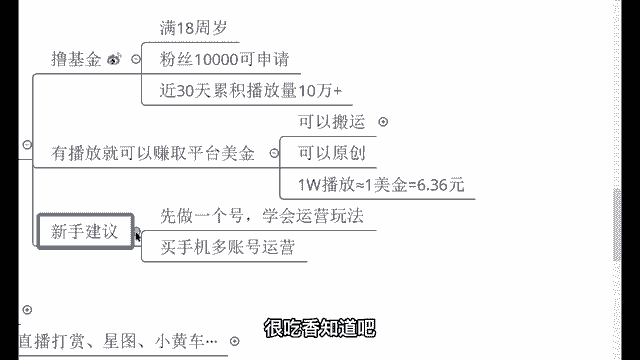 满18周岁
撸基金
粉丝10000可申请
近30天累积播放量10万+
可以搬运
有播放就可以赚取平台美金
可以原创
1W播放≈1美金=6.36元
先做一个号，学会运营玩法
新手建议
买手机多账号运营
很吃香知道吧
直播打赏、星图、小黄车…